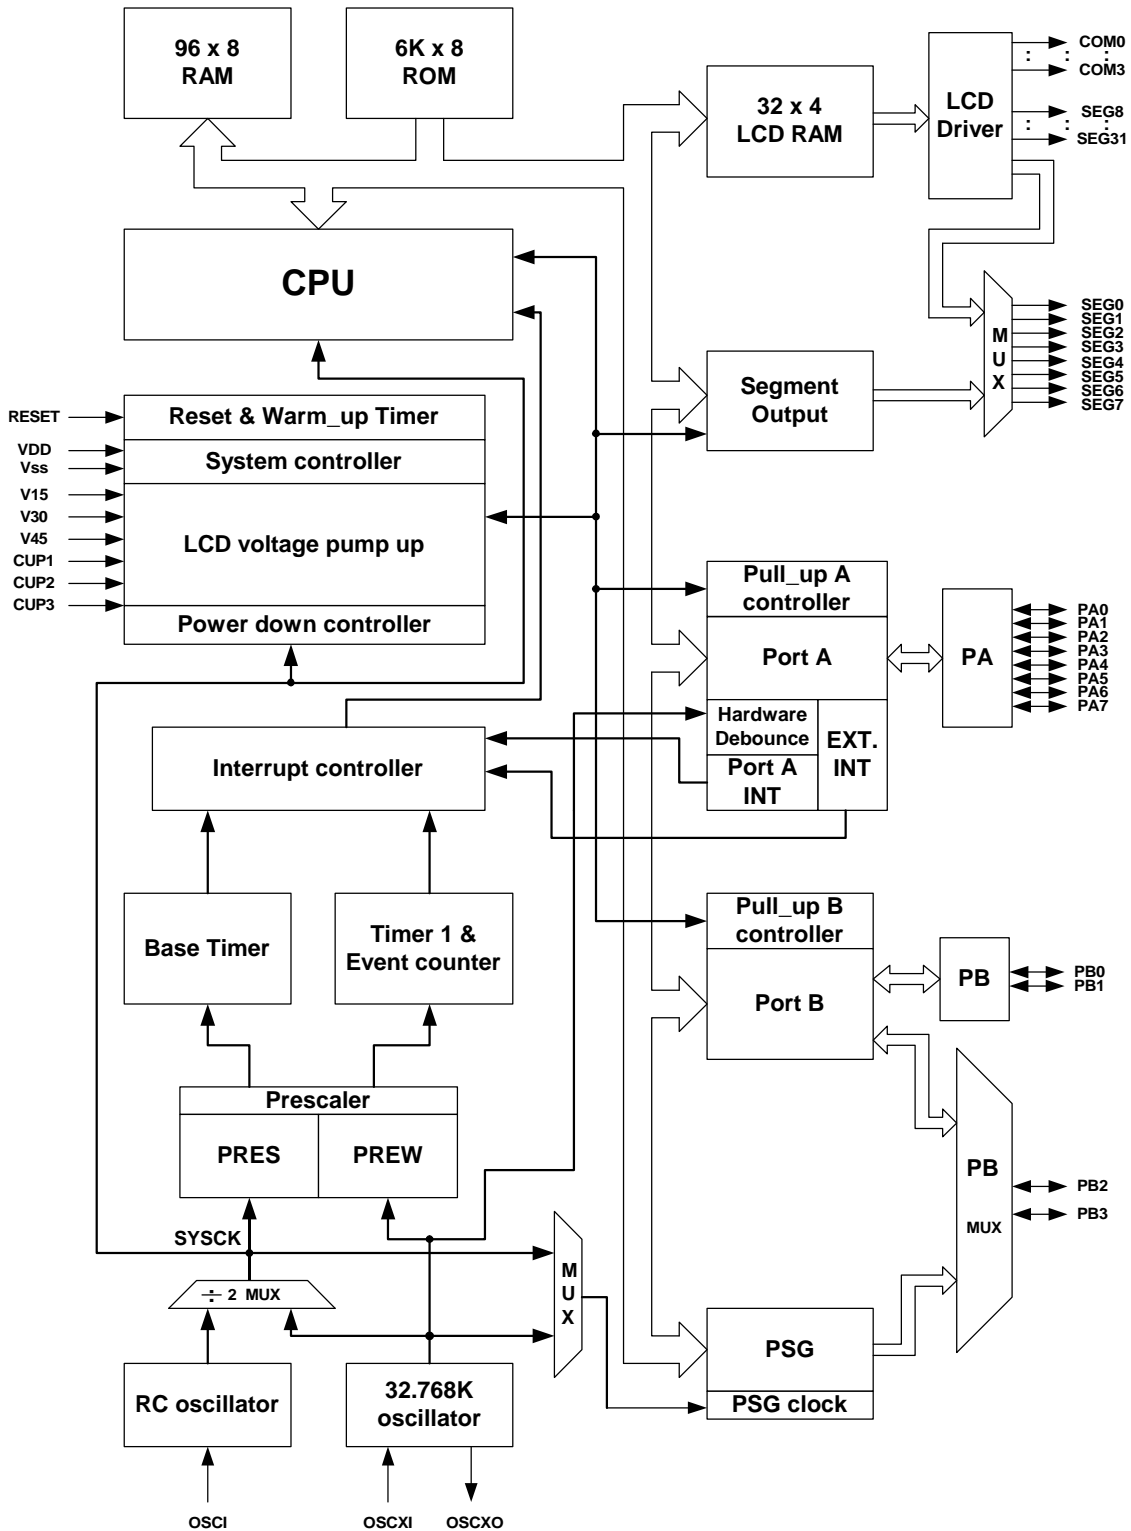 96 x 8
RAM
6K x 8
ROM
32 x 4
LCD RAM
LCD
Driver
COM0
: : :
COM3
SEG8
: : :
SEG31
CPU
MUX
SEG0
SEG1
SEG2
SEG3
SEG4
SEG5
SEG6
SEG7
Segment
Output
RESET
VDD
Vss
V15
V30
V45
CUP1
CUP2
CUP3
Reset & Warm_up Timer
System controller
LCD voltage pump up
Power down controller
Pull_up A
controller
Port A
Hardware
Debounce
Port A
INT
EXT.
INT
PA
PA0
PA1
PA2
PA3
PA4
PA5
PA6
PA7
Interrupt controller
Base Timer
Timer 1 &
Event counter
Pull_up B
controller
Port B
PB
PB0
PB1
Prescaler
PRES
PREW
PB
MUX
PB2
PB3
SYSCK
÷ 2 MUX
MUX
RC oscillator
32.768K
oscillator
PSG
PSG clock
OSCI
OSCXI
OSCXO